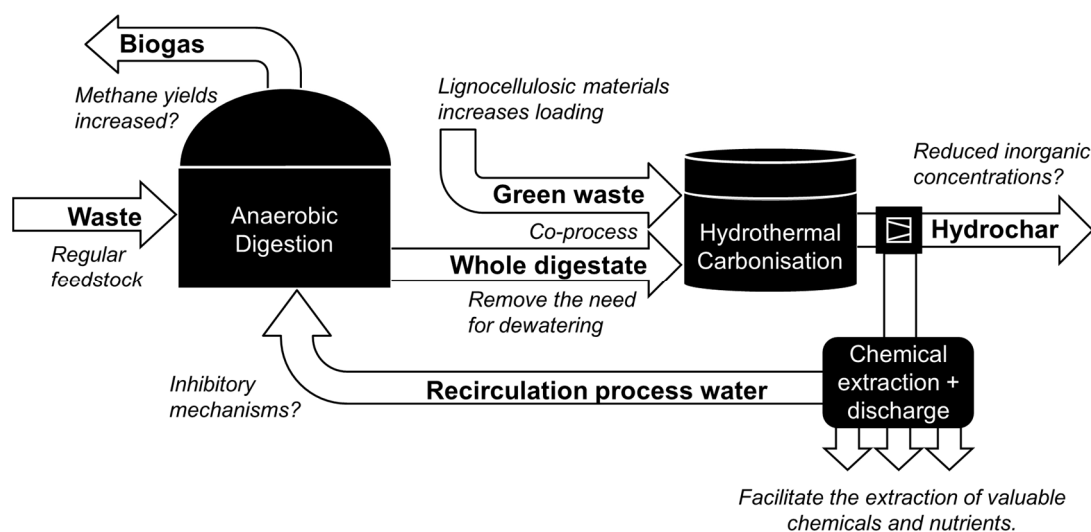 Biogas
Methane yields
increased?
Lignocellulosic materials
increases loading
Reduced inorganic
concentrations?
Waste
Regular
feedstock
Anaerobic
Digestion
Green waste
Co-process
Whole digestate
Remove the need
for dewatering
Hydrothermal
Carbonisation
Hydrochar
Inhibitory
mechanisms?
Recirculation process water
Chemical
extraction +
discharge
Facilitate the extraction of valuable
chemicals and nutrients.